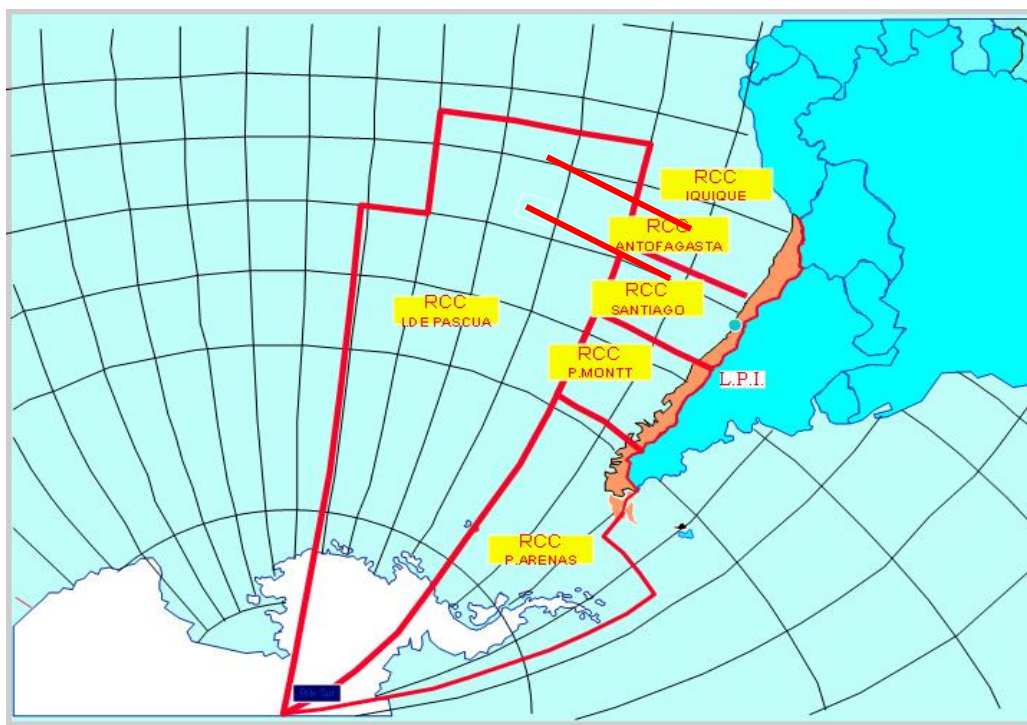 RCC
IQUIQUE
RCC
ANTOFAGASTA
RCC
SANTIAGO
RCC
I.DE PASCUA
RCC
P.MONTT
L.P.I.
RCC
P.ARENAS